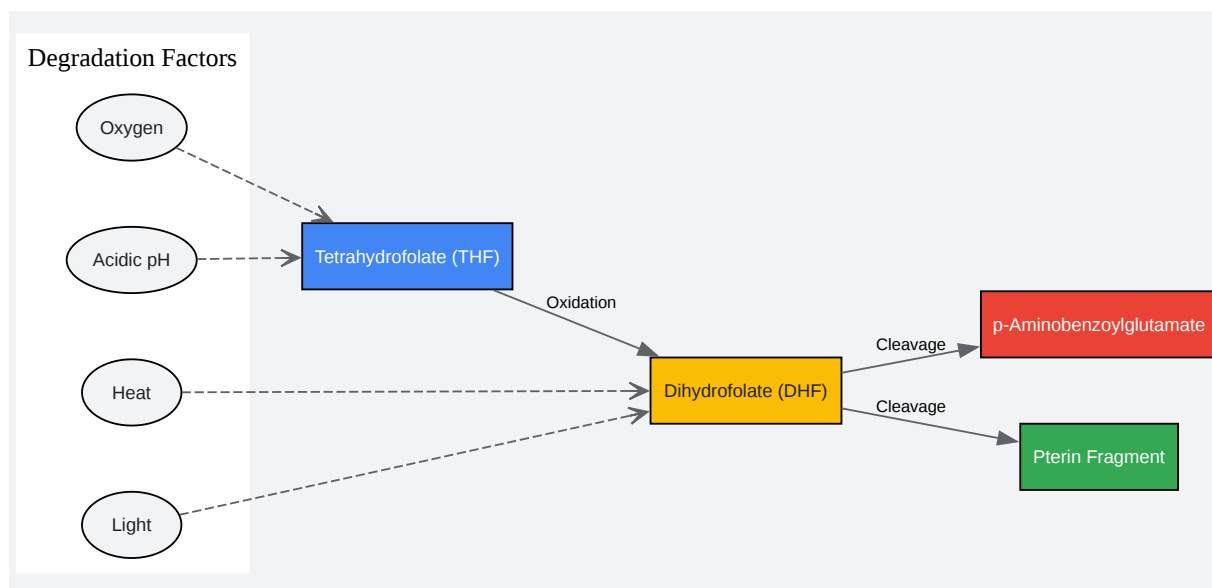 Degradation Factors
Oxygen
Acidic pH
Tetrahydrofolate (THF)
Oxidation
Heat
Light
Dihydrofolate (DHF)
Cleavage
Cleavage
p-Aminobenzoylglutamate
Pterin Fragment